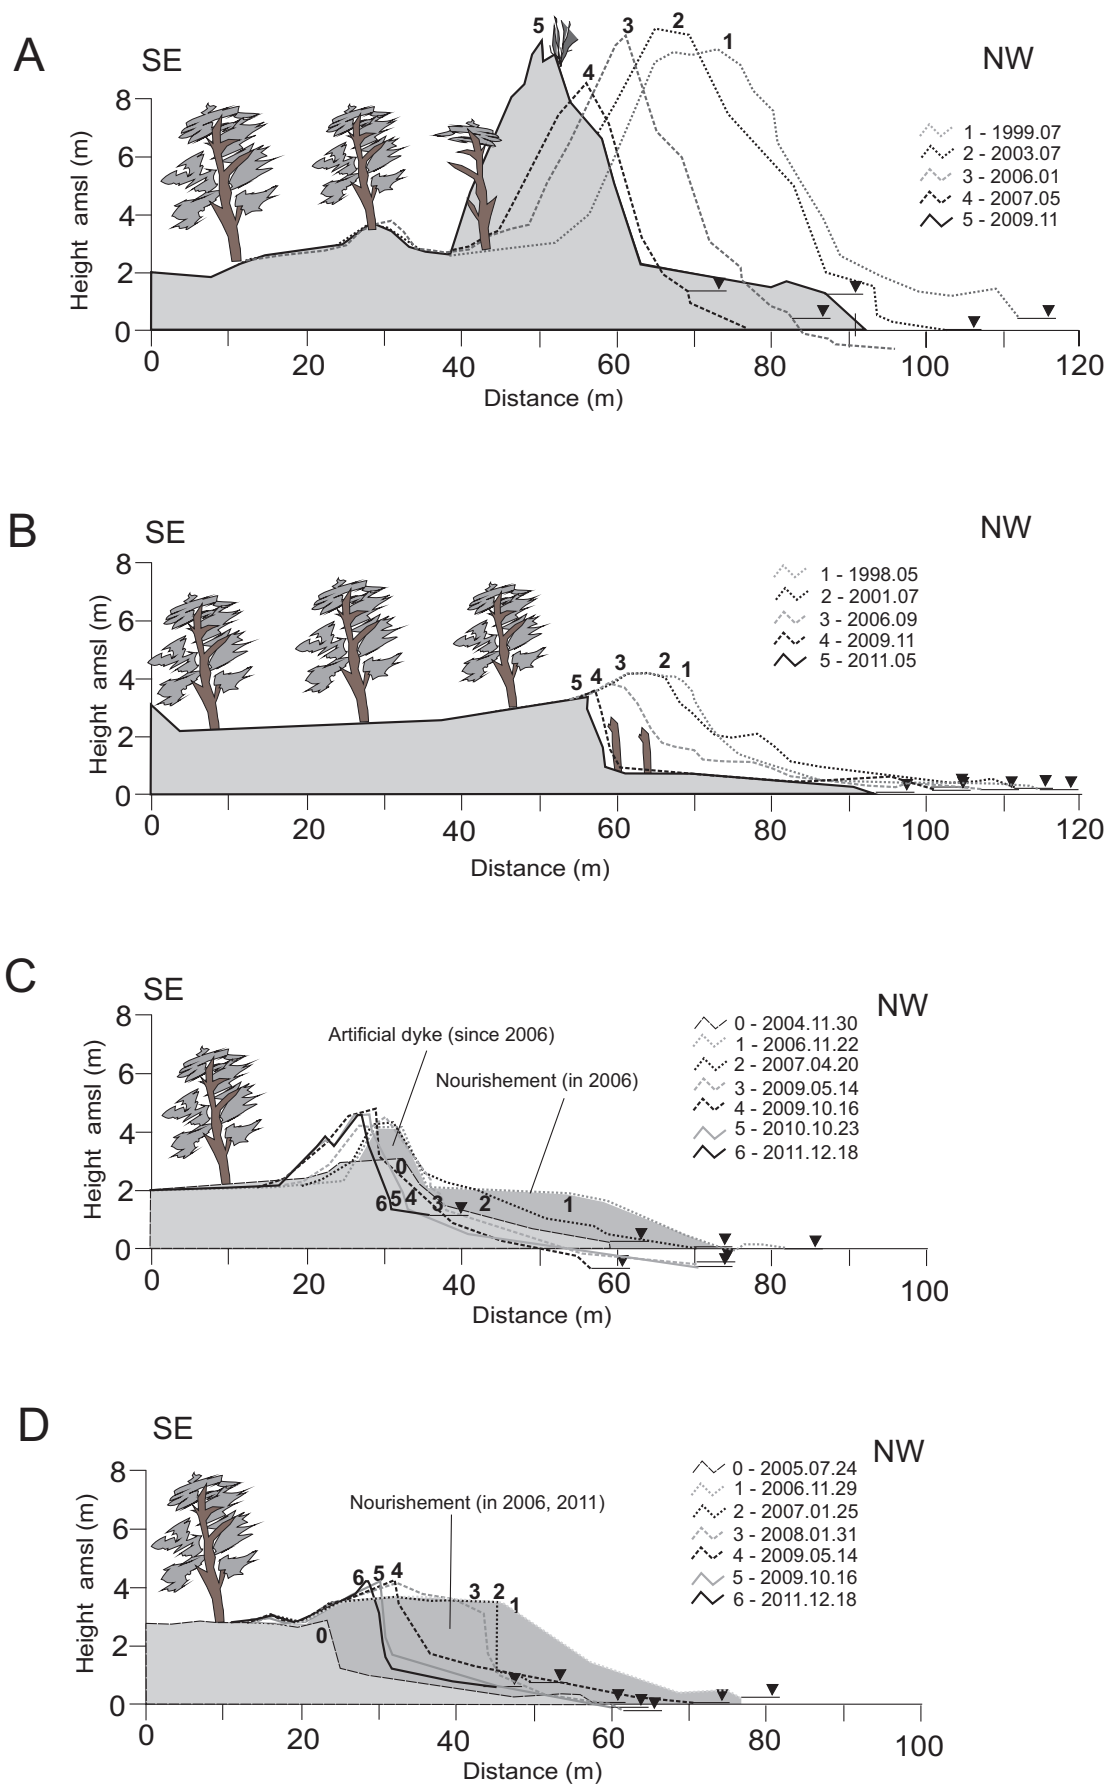 A
SE
NW
5
3
2
1
4
8
6
4
2
0
Height amsl (m)
1 - 1999.07
2 - 2003.07
3 - 2006.01
4 - 2007.05
5 - 2009.11
0 20 40 60 80 100 120
Distance (m)
B
SE
NW
8
6
4
2
0
Height amsl (m)
1 - 1998.05
2 - 2001.07
3 - 2006.09
4 - 2009.11
5 - 2011.05
5 4 3 2 1
0 20 40 60 80 100 120
Distance (m)
C
SE
NW
8
6
4
2
0
Height amsl (m)
Artificial dyke (since 2006)
Nourishement (in 2006)
0 - 2004.11.30
1 - 2006.11.22
2 - 2007.04.20
3 - 2009.05.14
4 - 2009.10.16
5 - 2010.10.23
6 - 2011.12.18
0
6 5 4 3 2 1
0 20 40 60 80 100
Distance (m)
D
SE
NW
8
6
4
2
0
Height amsl (m)
Nourishement (in 2006, 2011)
0 - 2005.07.24
1 - 2006.11.29
2 - 2007.01.25
3 - 2008.01.31
4 - 2009.05.14
5 - 2009.10.16
6 - 2011.12.18
6 5 4 3 2 1
0
0 20 40 60 80 100
Distance (m)